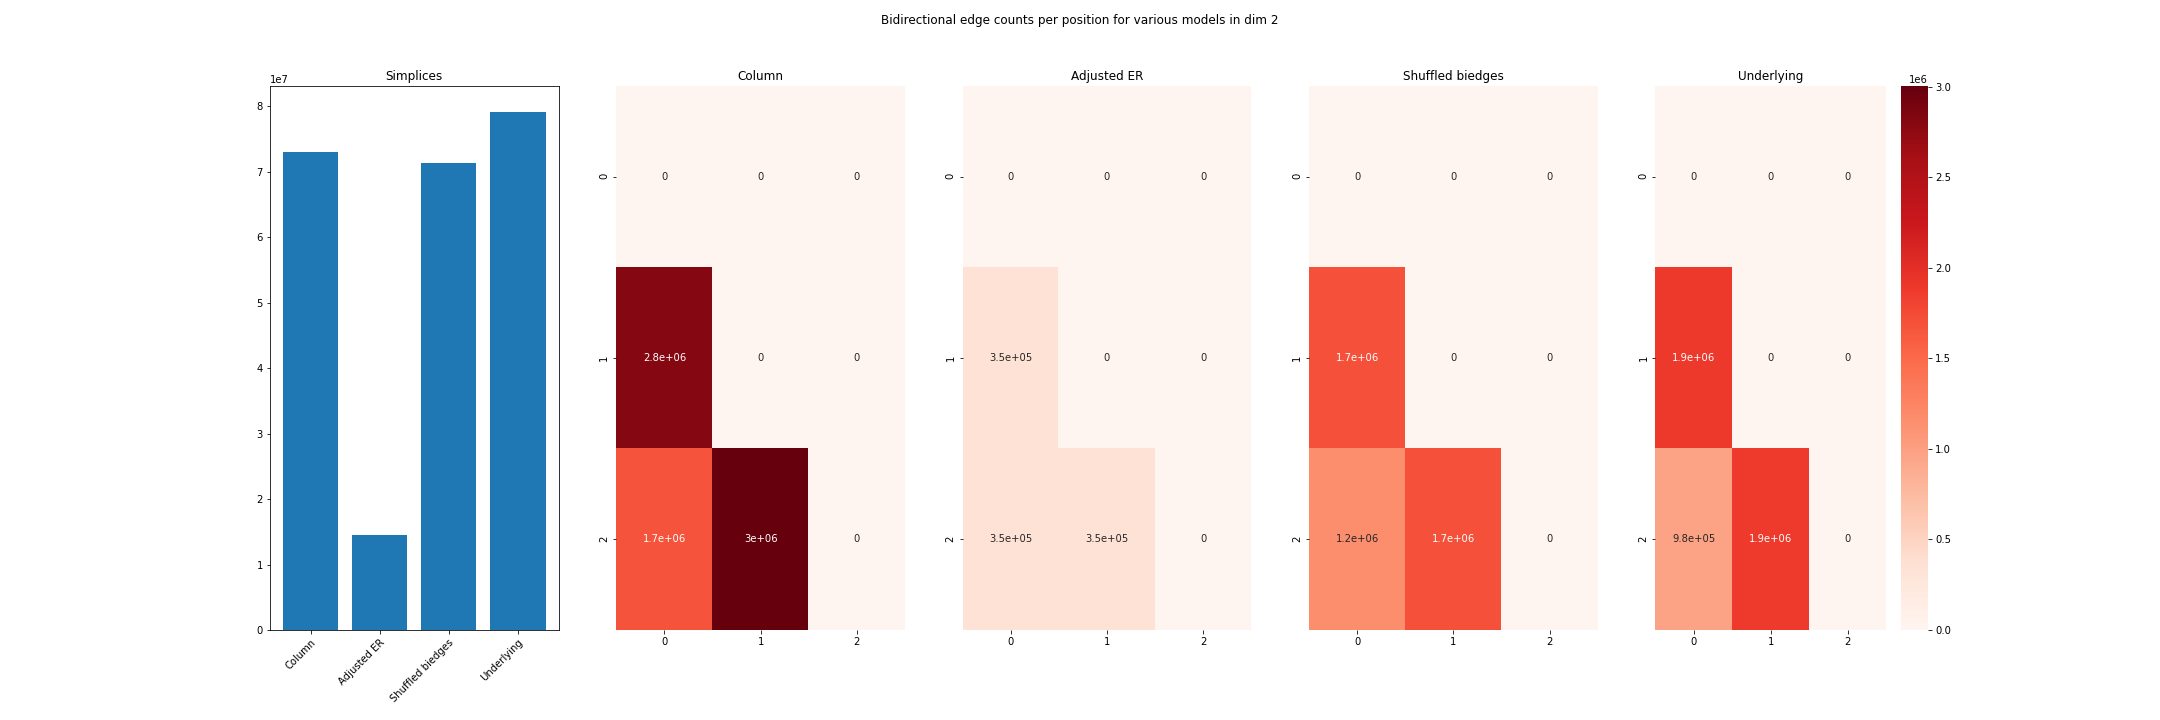 Bidirectional edge counts per position for various models in dim 2
Simplices
1e7
8
7
6
5
4
3
2
1
0
Column
Adjusted ER
Shuffled biedges
Underlying
Column
0
1
2
0 0 0
2.8e+06 0 0
1.7e+06 3e+06 0
0 1 2
Adjusted ER
0
1
2
0 0 0
3.5e+05 0 0
3.5e+05 3.5e+05 0
0 1 2
Shuffled biedges
0
1
2
0 0 0
1.7e+06 0 0
1.2e+06 1.7e+06 0
0 1 2
Underlying
0
1
2
0 0 0
1.9e+06 0 0
9.8e+05 1.9e+06 0
0 1 2
1e6
3.0
2.5
2.0
1.5
1.0
0.5
0.0